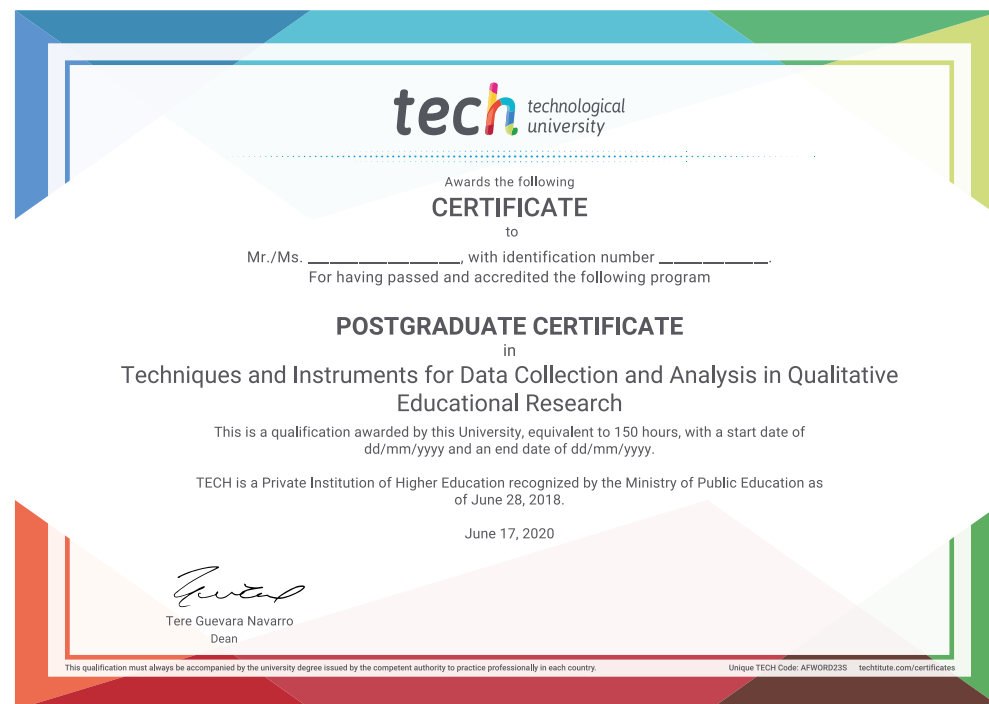 tech technological
university
Awards the following
CERTIFICATE
to
Mr./Ms. ____________________, with identification number ______________.
For having passed and accredited the following program
POSTGRADUATE CERTIFICATE
in
Techniques and Instruments for Data Collection and Analysis in Qualitative
Educational Research
This is a qualification awarded by this University, equivalent to 150 hours, with a start date of
dd/mm/yyyy and an end date of dd/mm/yyyy.
TECH is a Private Institution of Higher Education recognized by the Ministry of Public Education as
of June 28, 2018.
June 17, 2020
Tere Guevara Navarro
Dean
This qualification must always be accompanied by the university degree issued by the competent authority to practice professionally in each country.
Unique TECH Code: AFWORD23S techtitute.com/certificates